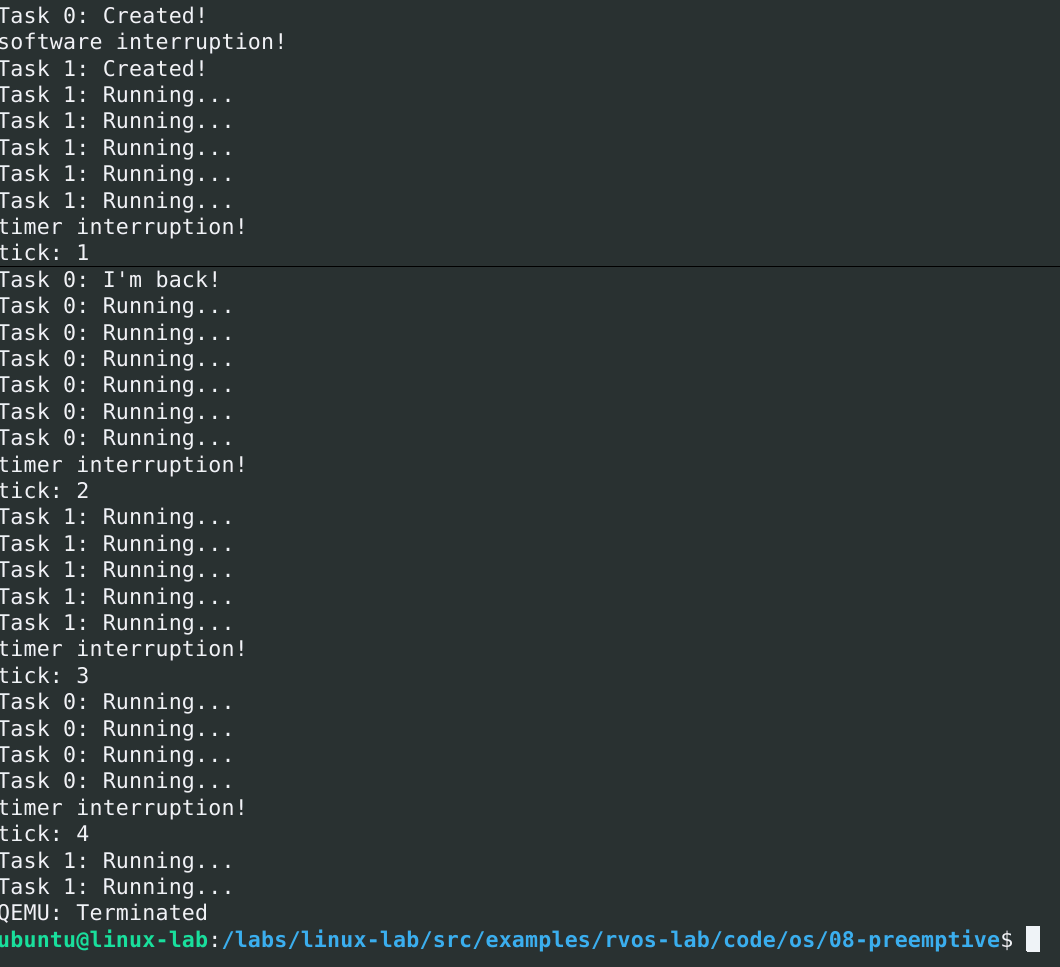 Task 0: Created!
software interruption!
Task 1: Created!
Task 1: Running...
Task 1: Running...
Task 1: Running...
Task 1: Running...
Task 1: Running...
timer interruption!
tick: 1
Task 0: I'm back!
Task 0: Running...
Task 0: Running...
Task 0: Running...
Task 0: Running...
Task 0: Running...
Task 0: Running...
timer interruption!
tick: 2
Task 1: Running...
Task 1: Running...
Task 1: Running...
Task 1: Running...
Task 1: Running...
timer interruption!
tick: 3
Task 0: Running...
Task 0: Running...
Task 0: Running...
Task 0: Running...
timer interruption!
tick: 4
Task 1: Running...
Task 1: Running...
QEMU: Terminated
ubuntu@linux-lab:/labs/linux-lab/src/examples/rvos-lab/code/os/08-preemptive$